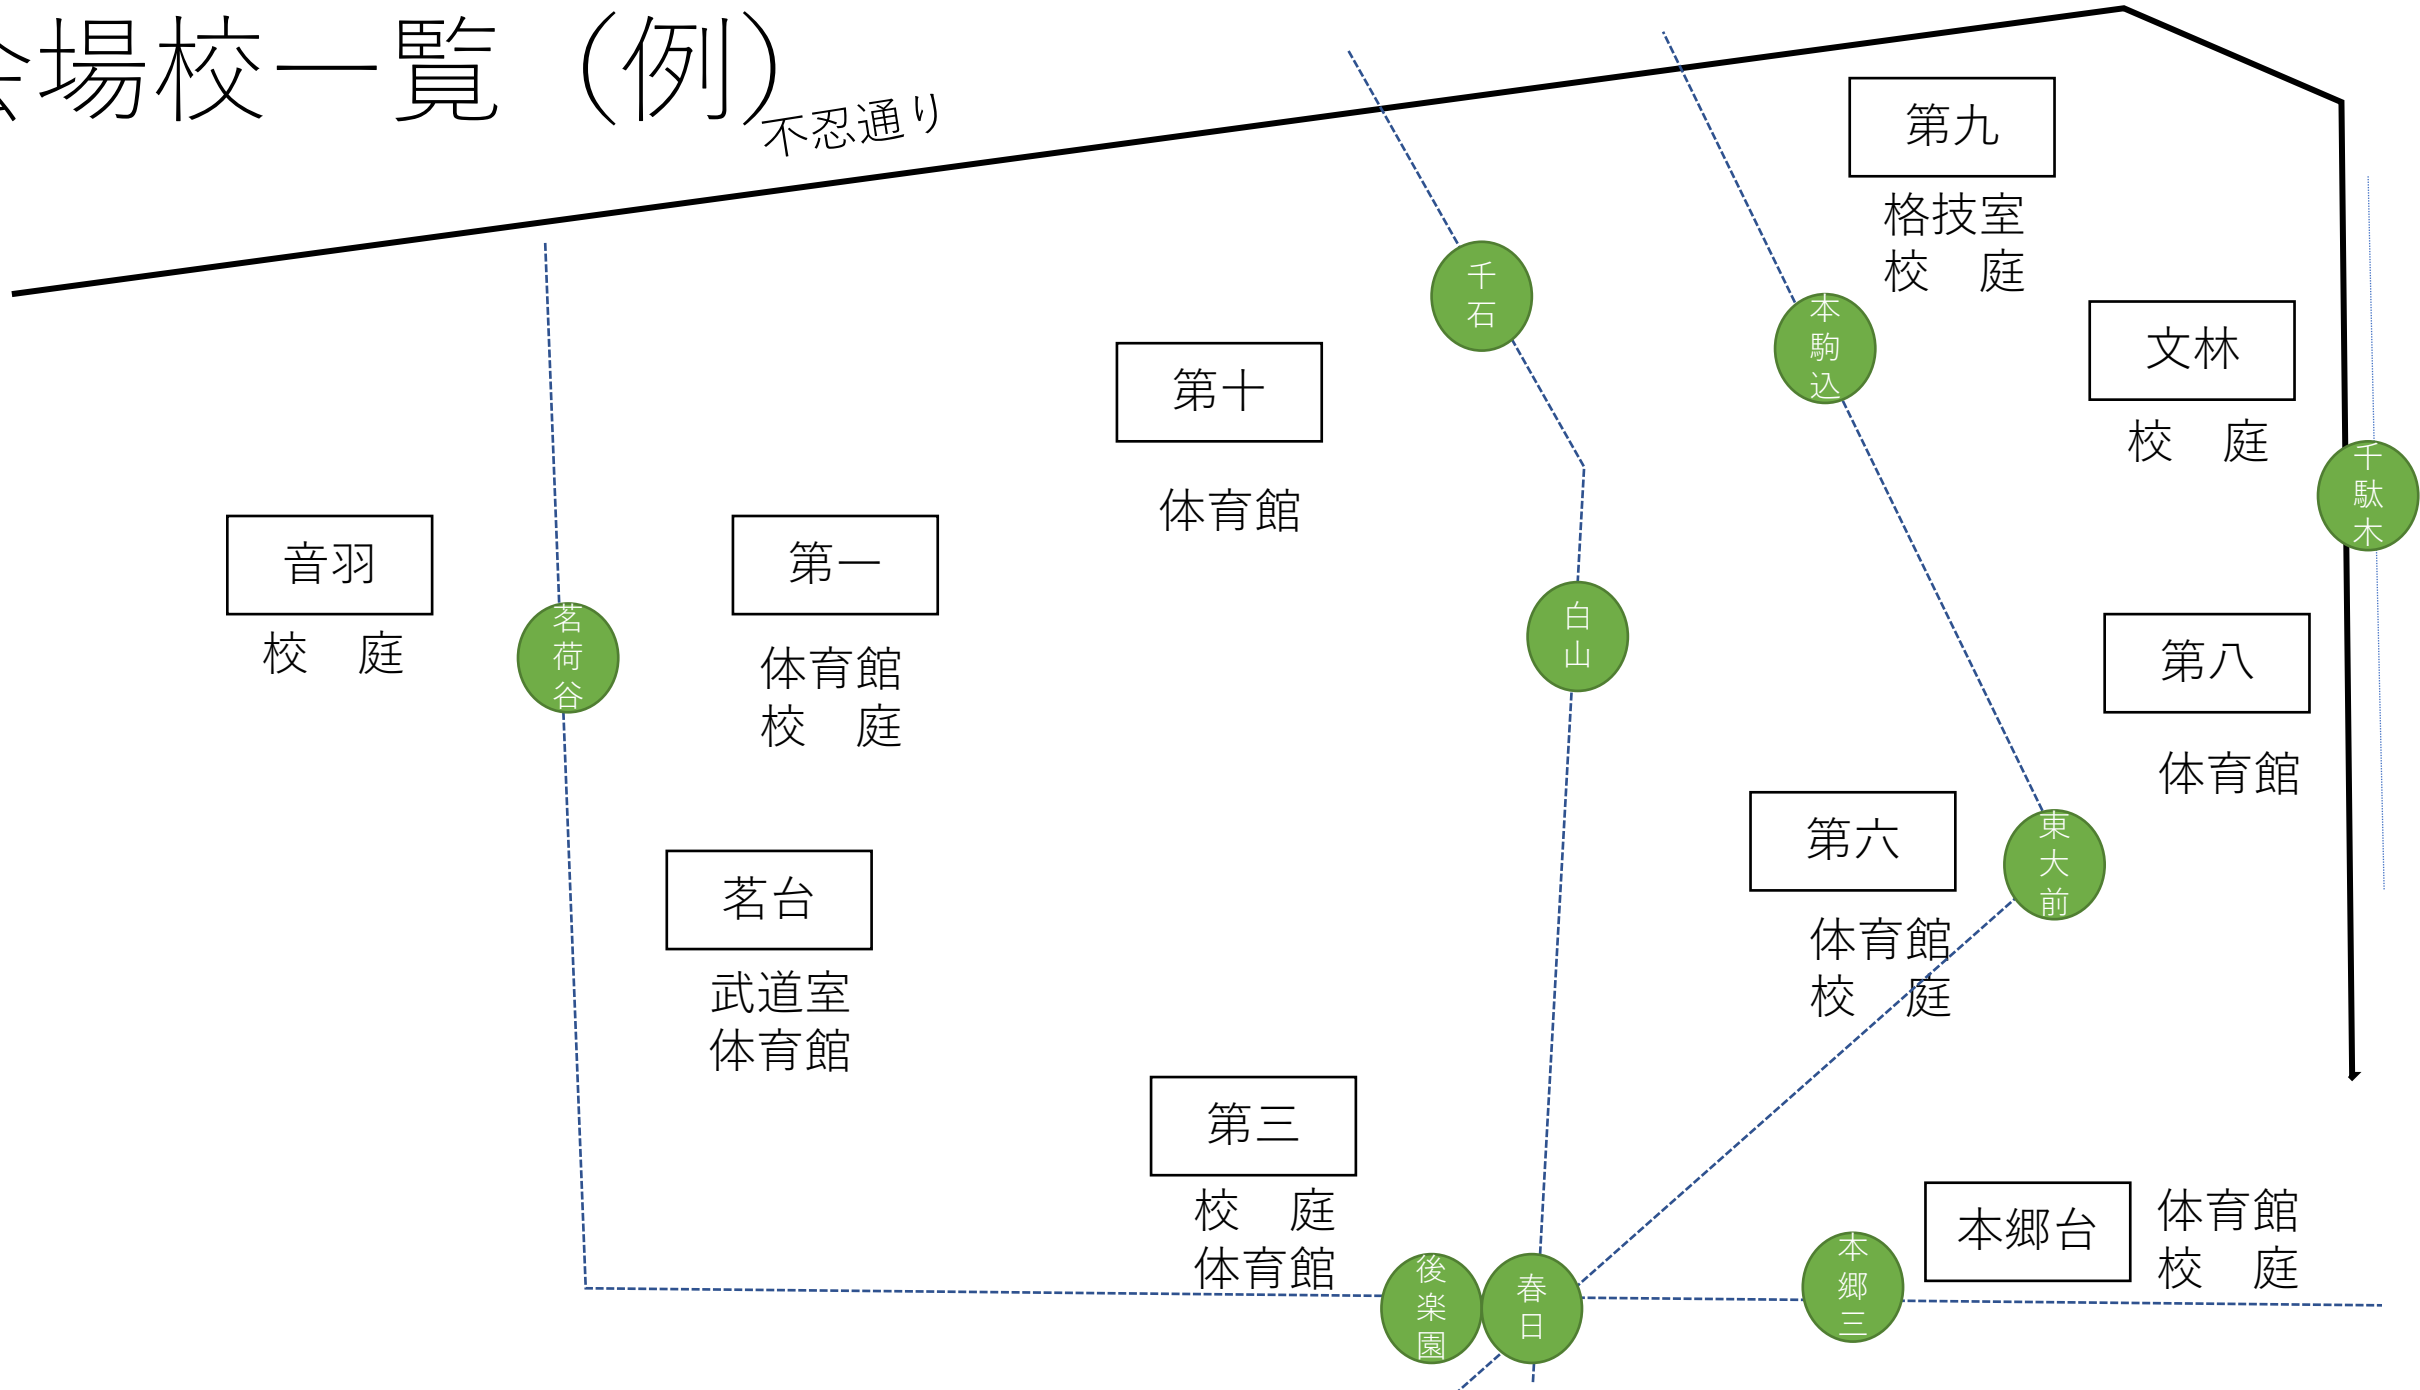 会場校一覧（例）
不忍通り
第九
格技室
校　庭
千石
本駒込
文林
校　庭
第十
体育館
千駄木
音羽
校　庭
茗荷谷
第一
体育館
校　庭
白山
第八
体育館
第六
体育館
校　庭
東大前
茗台
武道室
体育館
第三
校　庭
体育館
後楽園
春日
本郷三
本郷台
体育館
校　庭